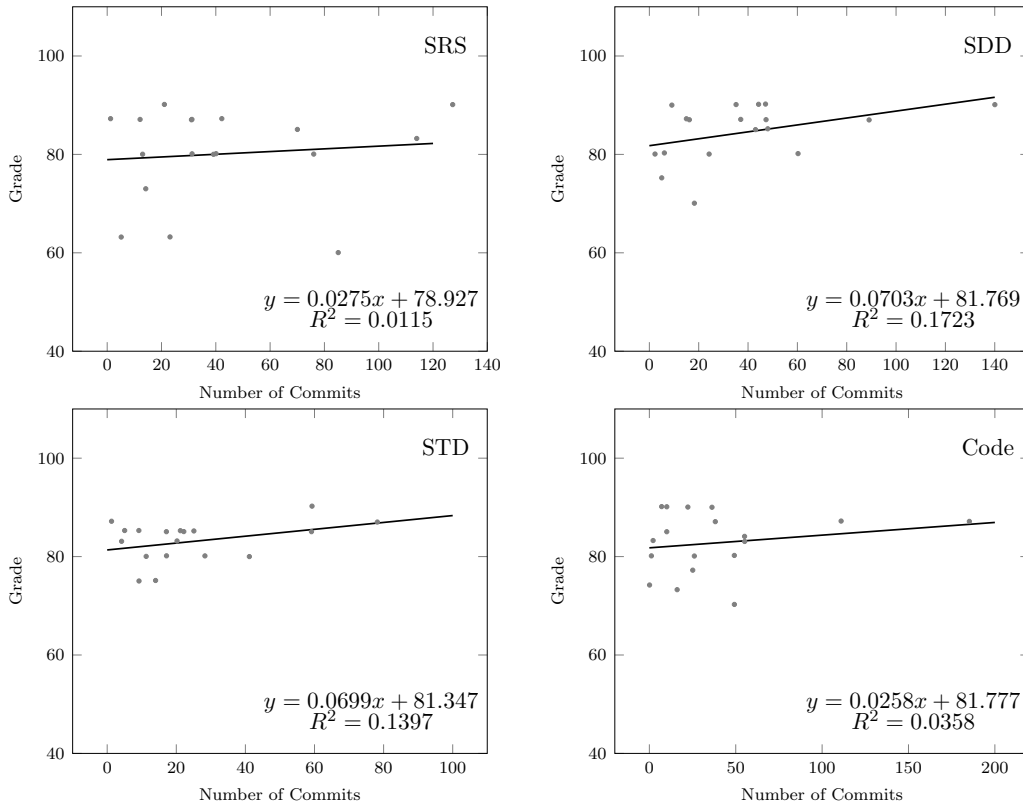 SRS
100
80
60
40
Grade
y = 0.0275x + 78.927
R² = 0.0115
0 20 40 60 80 100 120 140
Number of Commits
SDD
100
80
60
40
Grade
y = 0.0703x + 81.769
R² = 0.1723
0 20 40 60 80 100 120 140
Number of Commits
STD
100
80
60
40
Grade
y = 0.0699x + 81.347
R² = 0.1397
0 20 40 60 80 100
Number of Commits
Code
100
80
60
40
Grade
y = 0.0258x + 81.777
R² = 0.0358
0 50 100 150 200
Number of Commits